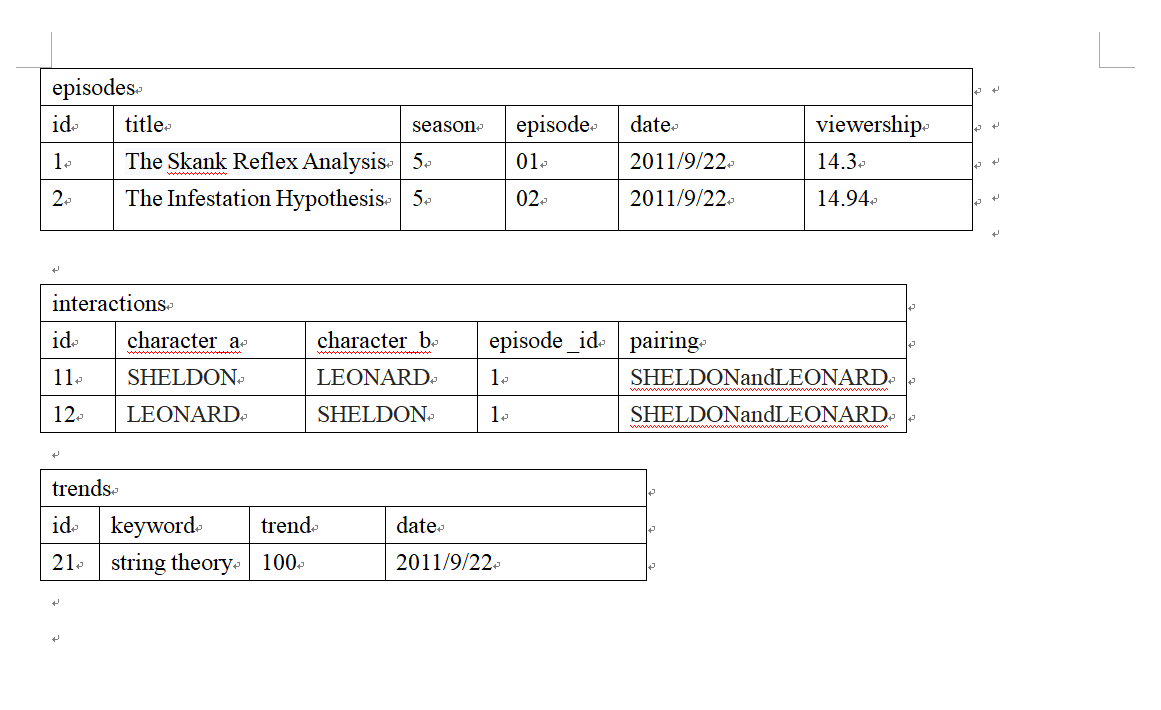 episodes
id title season episode date viewership
1 The Skank Reflex Analysis 5 01 2011/9/22 14.3
2 The Infestation Hypothesis 5 02 2011/9/22 14.94
interactions
id character_a character_b episode_id pairing
11 SHELDON LEONARD 1 SHELDONandLEONARD
12 LEONARD SHELDON 1 SHELDONandLEONARD
trends
id keyword trend date
21 string theory 100 2011/9/22